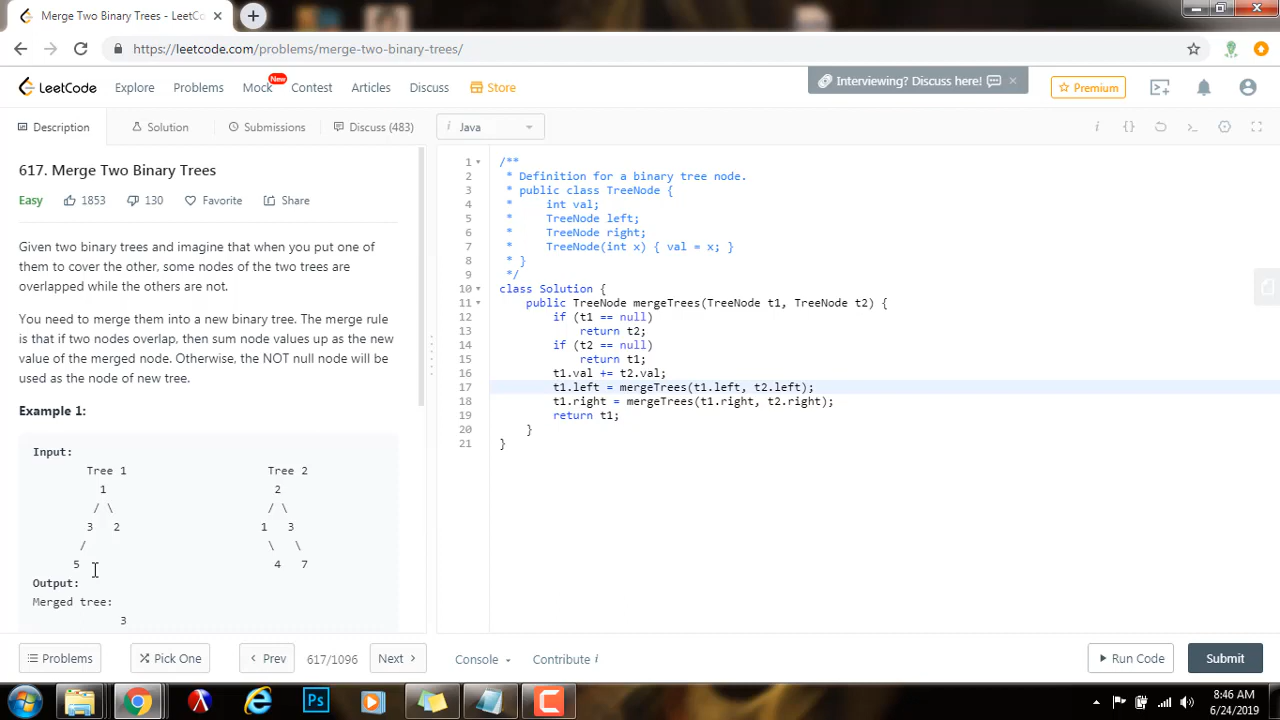 Merge Two Binary Trees - LeetCo
https://leetcode.com/problems/merge-two-binary-trees/
LeetCode
Explore
Problems
Mock
New
Contest
Articles
Discuss
Store
Interviewing? Discuss here!
Premium
Description
Solution
Submissions
Discuss (483)
Java
617. Merge Two Binary Trees
Easy
1853
130
Favorite
Share
Given two binary trees and imagine that when you put one of
them to cover the other, some nodes of the two trees are
overlapped while the others are not.
You need to merge them into a new binary tree. The merge rule
is that if two nodes overlap, then sum node values up as the new
value of the merged node. Otherwise, the NOT null node will be
used as the node of new tree.
Example 1:
Input:
Tree 1 Tree 2
1 2
/ \ / \
3 2 1 3
/ \ \
5 4 7
Output:
Merged tree:
3
1 /**
2 * Definition for a binary tree node.
3 * public class TreeNode {
4 * int val;
5 * TreeNode left;
6 * TreeNode right;
7 * TreeNode(int x) { val = x; }
8 * }
9 */
10 class Solution {
11 public TreeNode mergeTrees(TreeNode t1, TreeNode t2) {
12 if (t1 == null)
13 return t2;
14 if (t2 == null)
15 return t1;
16 t1.val += t2.val;
17 t1.left = mergeTrees(t1.left, t2.left);
18 t1.right = mergeTrees(t1.right, t2.right);
19 return t1;
20 }
21 }
Problems
Pick One
Prev
617/1096
Next
Console
Contribute i
Run Code
Submit
Ps
8:46 AM
6/24/2019